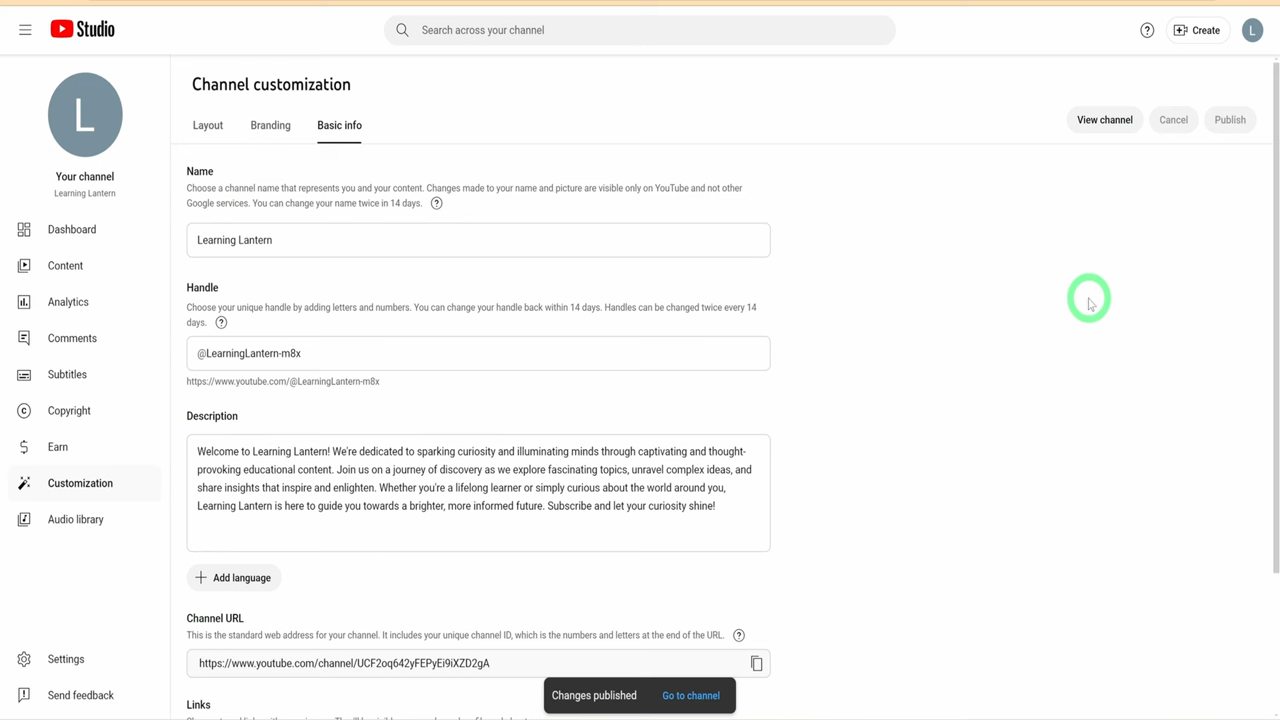 Studio
Search across your channel
Create
L
L
Your channel
Learning Lantern
Dashboard
Content
Analytics
Comments
Subtitles
Copyright
Earn
Customization
Audio library
Settings
Send feedback
Channel customization
Layout Branding Basic info
View channel Cancel Publish
Name
Choose a channel name that represents you and your content. Changes made to your name and picture are visible only on YouTube and not other
Google services. You can change your name twice in 14 days.
Learning Lantern
Handle
Choose your unique handle by adding letters and numbers. You can change your handle back within 14 days. Handles can be changed twice every 14
days.
@LearningLantern-m8x
https://www.youtube.com/@LearningLantern-m8x
Description
Welcome to Learning Lantern! We're dedicated to sparking curiosity and illuminating minds through captivating and thought-
provoking educational content. Join us on a journey of discovery as we explore fascinating topics, unravel complex ideas, and
share insights that inspire and enlighten. Whether you're a lifelong learner or simply curious about the world around you,
Learning Lantern is here to guide you towards a brighter, more informed future. Subscribe and let your curiosity shine!
Add language
Channel URL
This is the standard web address for your channel. It includes your unique channel ID, which is the numbers and letters at the end of the URL.
https://www.youtube.com/channel/UCF2oq642yFEPyEi9iXZD2gA
Changes published Go to channel
Links